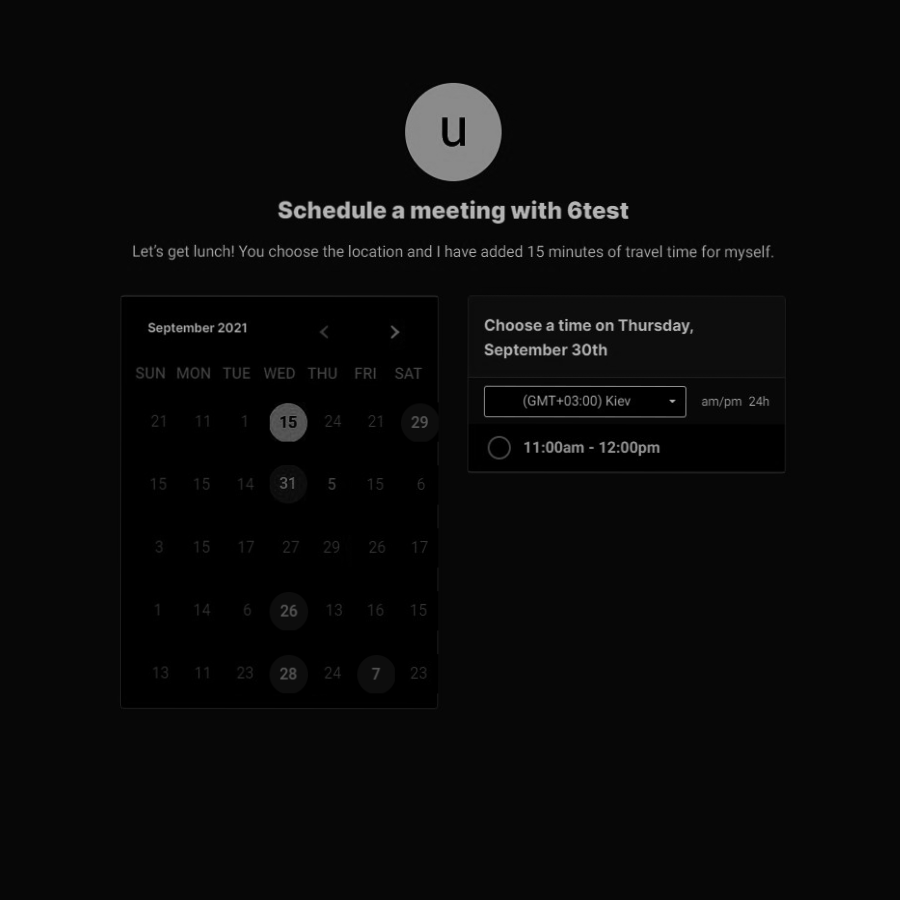 u
Schedule a meeting with 6test
Let's get lunch! You choose the location and I have added 15 minutes of travel time for myself.
September 2021
SUN MON TUE WED THU FRI SAT
21 11 1 15 24 21 29
15 15 14 31 5 15 6
3 15 17 27 29 26 17
1 14 6 26 13 16 15
13 11 23 28 24 7 23
Choose a time on Thursday,
September 30th
(GMT+03:00) Kiev
am/pm 24h
11:00am - 12:00pm